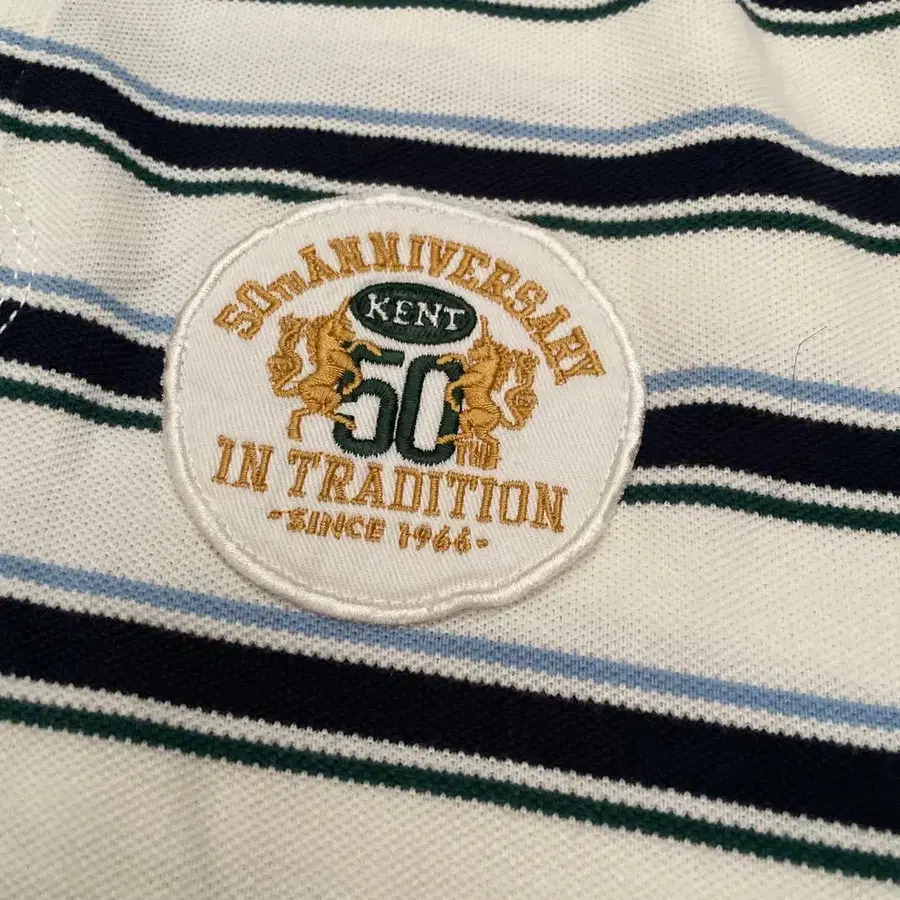 50TH ANNIVERSARY
KENT
50TH
IN TRADITION
-SINCE 1966-